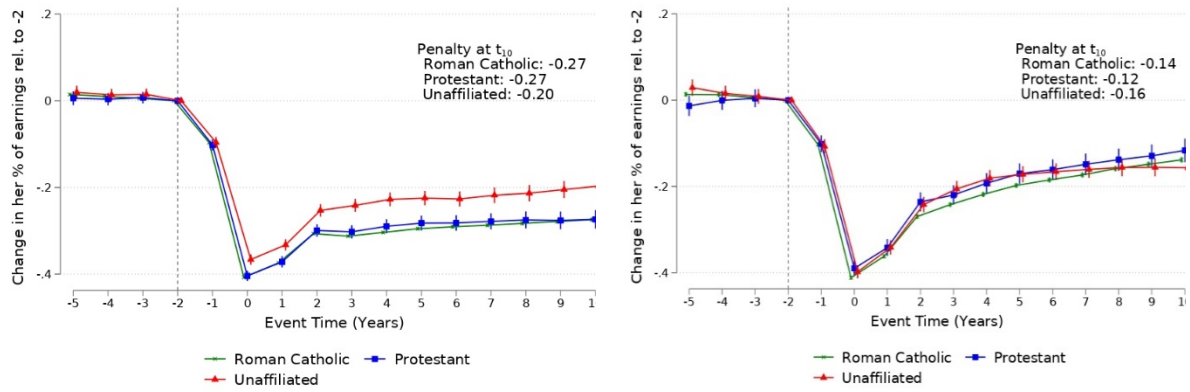 .2
0
-.2
-.4
Change in her % of earnings rel. to -2
Penalty at t₁₀
Roman Catholic: -0.27
Protestant: -0.27
Unaffiliated: -0.20
-5 -4 -3 -2 -1 0 1 2 3 4 5 6 7 8 9 1
Event Time (Years)
Roman Catholic Protestant
Unaffiliated
.2
0
-.2
-.4
Change in her % of earnings rel. to -2
Penalty at t₁₀
Roman Catholic: -0.14
Protestant: -0.12
Unaffiliated: -0.16
-5 -4 -3 -2 -1 0 1 2 3 4 5 6 7 8 9 10
Event Time (Years)
Roman Catholic Protestant
Unaffiliated